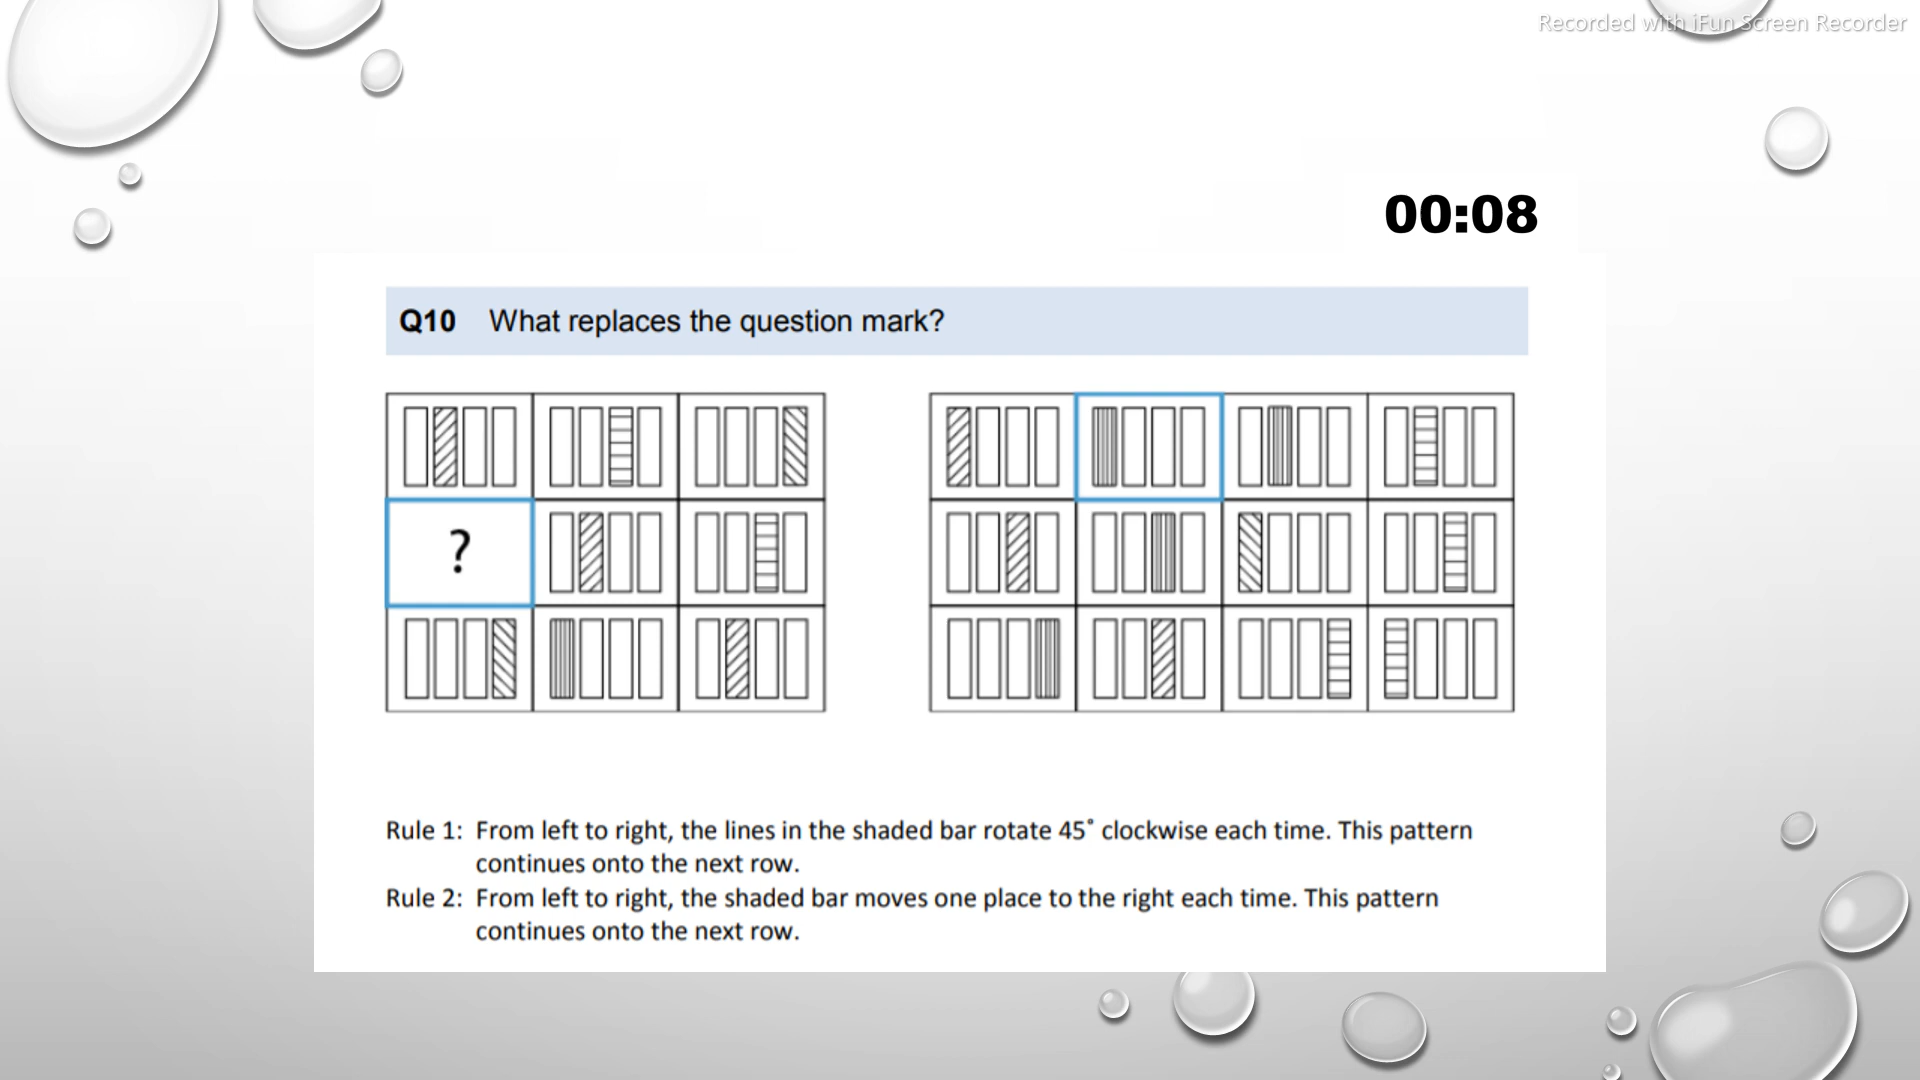 Recorded with iFun Screen Recorder
00:08
Q10 What replaces the question mark?
?
Rule 1: From left to right, the lines in the shaded bar rotate 45˚ clockwise each time. This pattern
continues onto the next row.
Rule 2: From left to right, the shaded bar moves one place to the right each time. This pattern
continues onto the next row.